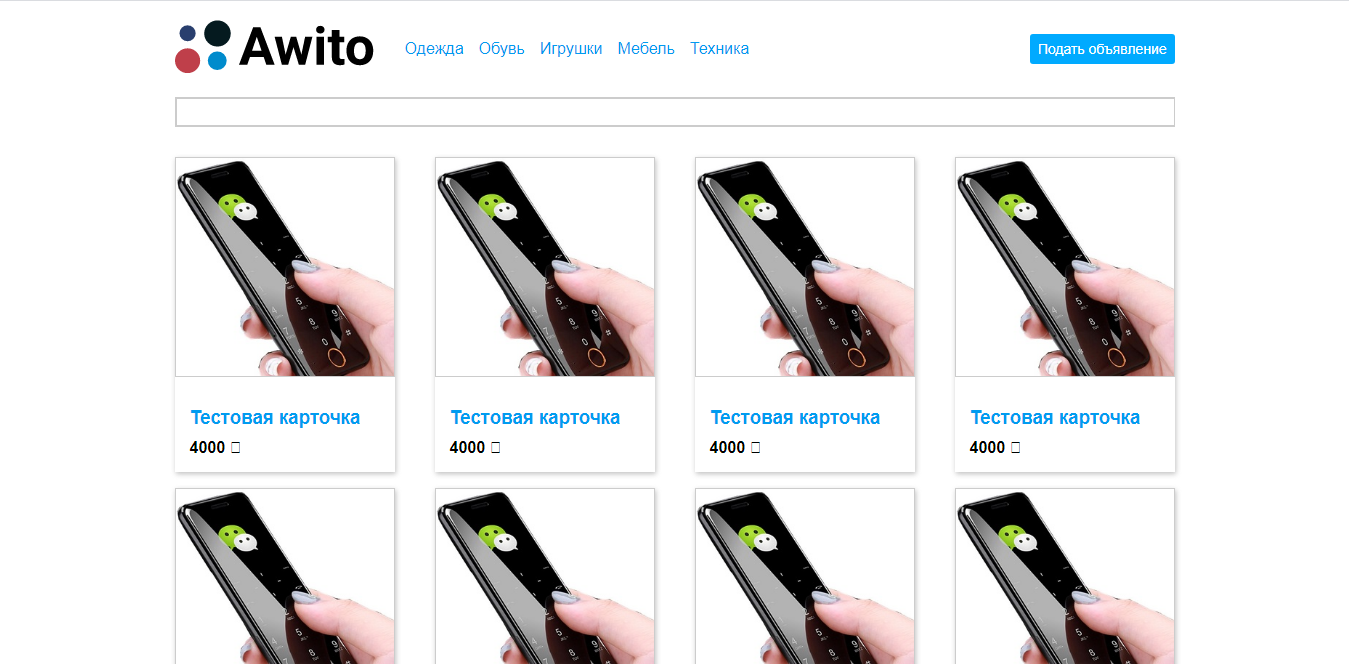 Awito
Одежда Обувь Игрушки Мебель Техника
Подать объявление
Тестовая карточка
4000
Тестовая карточка
4000
Тестовая карточка
4000
Тестовая карточка
4000